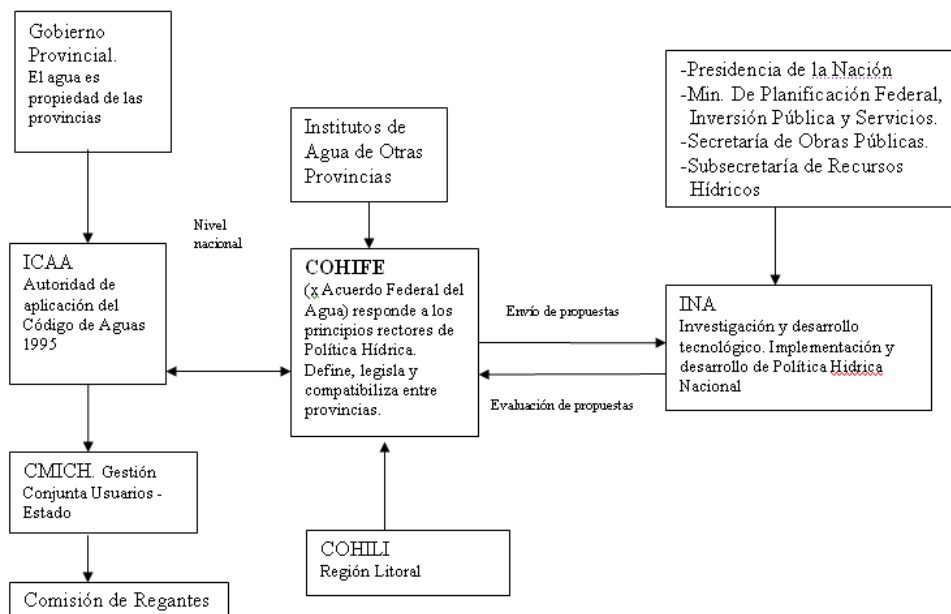 Gobierno
Provincial.
El agua es
propiedad de las
provincias
Institutos de
Agua de Otras
Provincias
-Presidencia de la Nación
-Min. De Planificación Federal,
Inversión Pública y Servicios.
-Secretaría de Obras Públicas.
-Subsecretaría de Recursos
Hídricos
Nivel
nacional
ICAA
Autoridad de
aplicación del
Código de Aguas
1995
COHIFE
(x Acuerdo Federal del
Agua) responde a los
principios rectores de
Política Hídrica.
Define, legisla y
compatibiliza entre
provincias.
Envío de propuestas
Evaluación de propuestas
INA
Investigación y desarrollo
tecnológico. Implementación y
desarrollo de Política Hidrica
Nacional
CMICH. Gestión
Conjunta Usuarios -
Estado
COHILI
Región Litoral
Comisión de Regantes